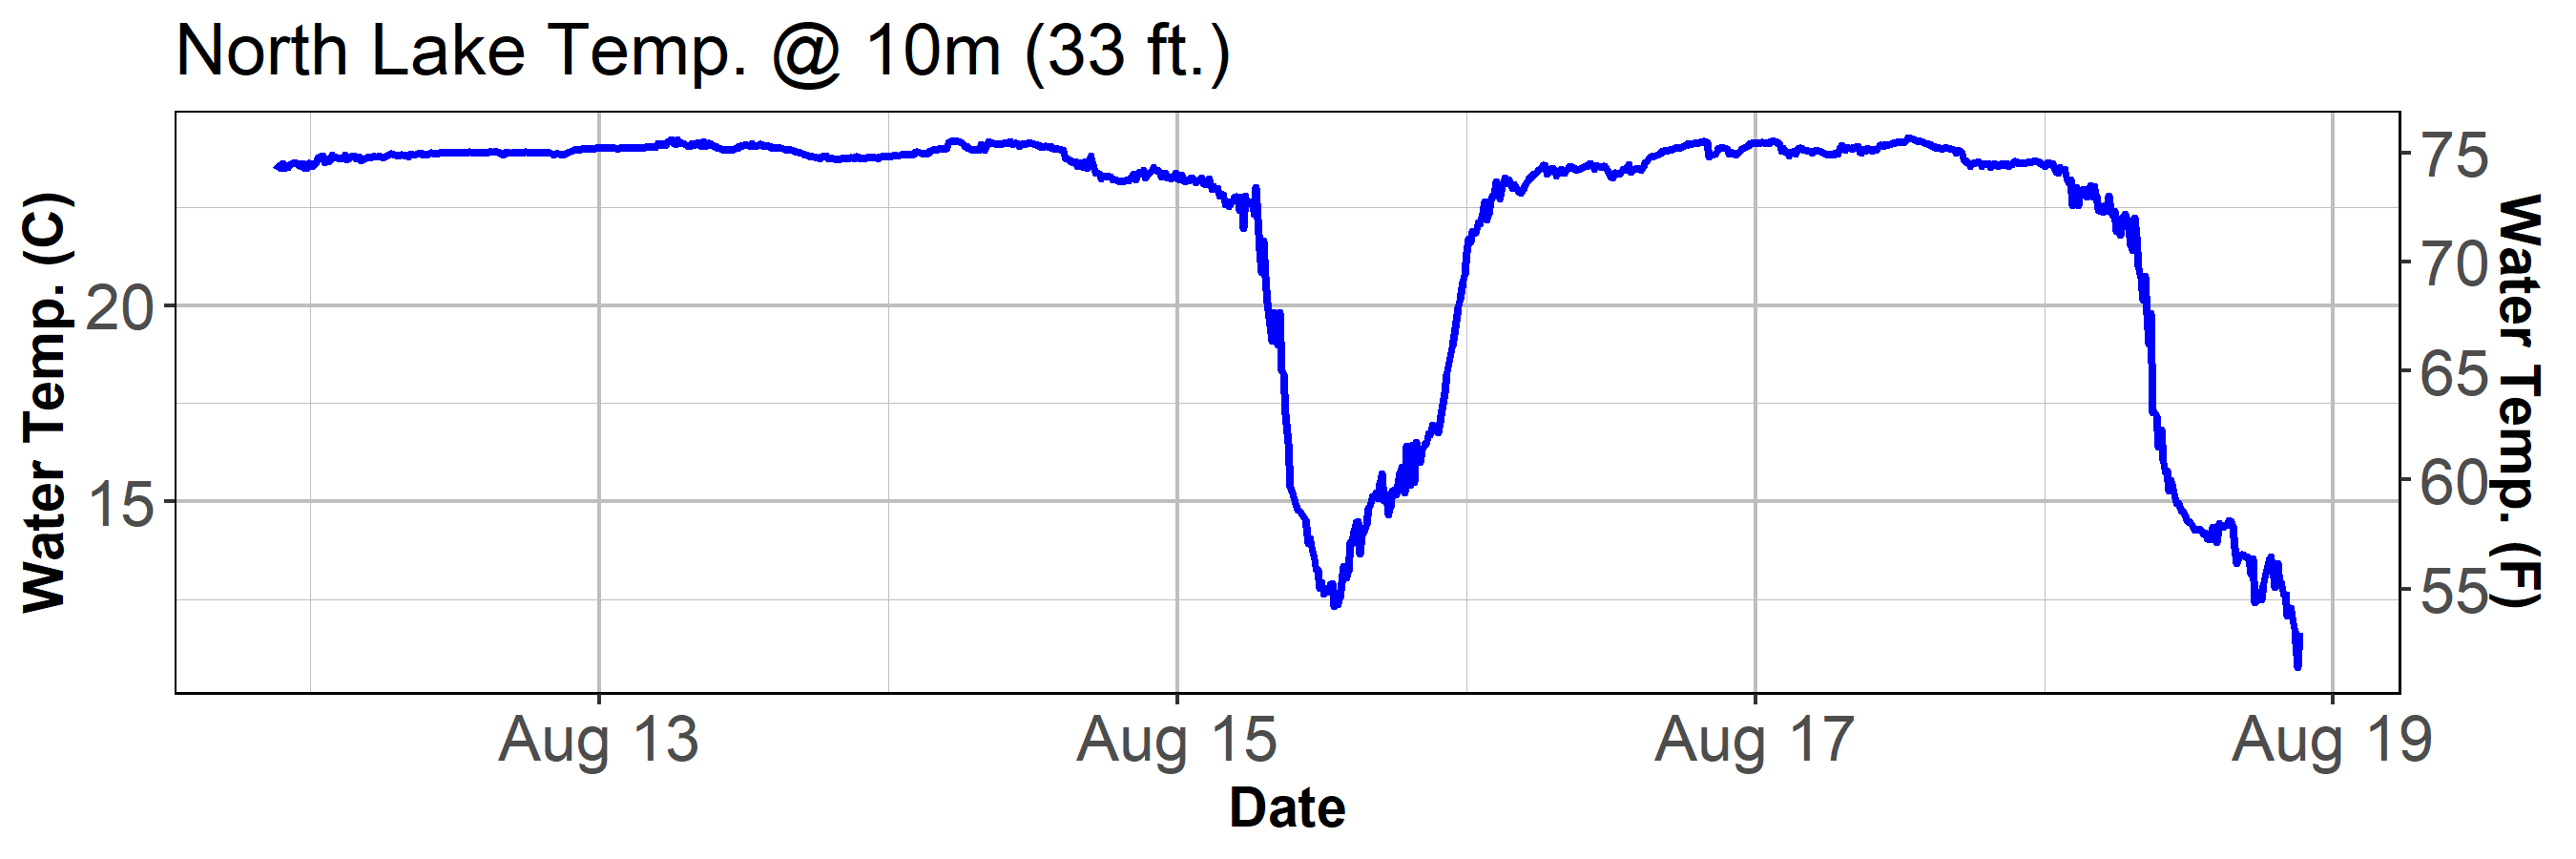 North Lake Temp. @ 10m (33 ft.)
Water Temp. (C)
20
15
75
70
65
60
55
Water Temp. (F)
Aug 13
Aug 15
Aug 17
Aug 19
Date